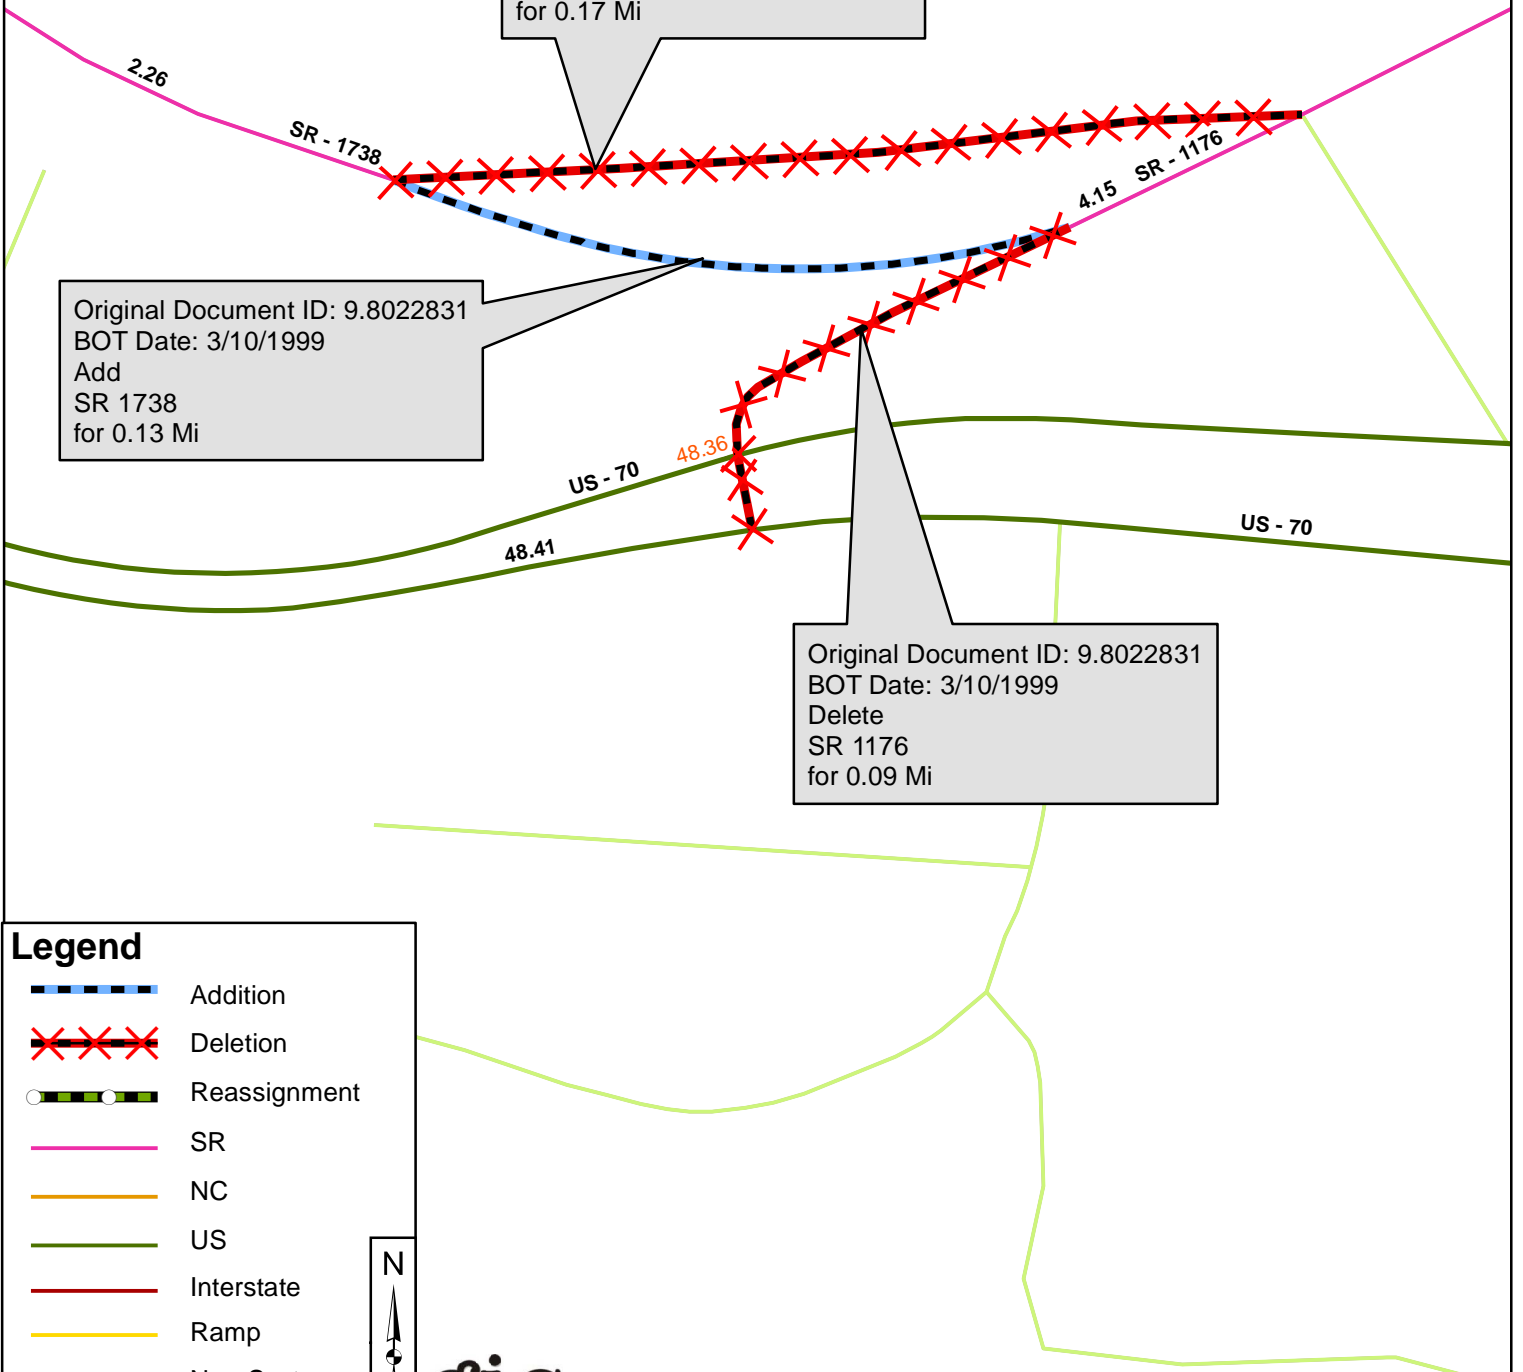 for 0.17 Mi
2.26
SR - 1738
SR - 1176
4.15
Original Document ID: 9.8022831
BOT Date: 3/10/1999
Add
SR 1738
for 0.13 Mi
48.36
US - 70
48.41
US - 70
Original Document ID: 9.8022831
BOT Date: 3/10/1999
Delete
SR 1176
for 0.09 Mi
Legend
Addition
Deletion
Reassignment
SR
NC
US
Interstate
Ramp
N